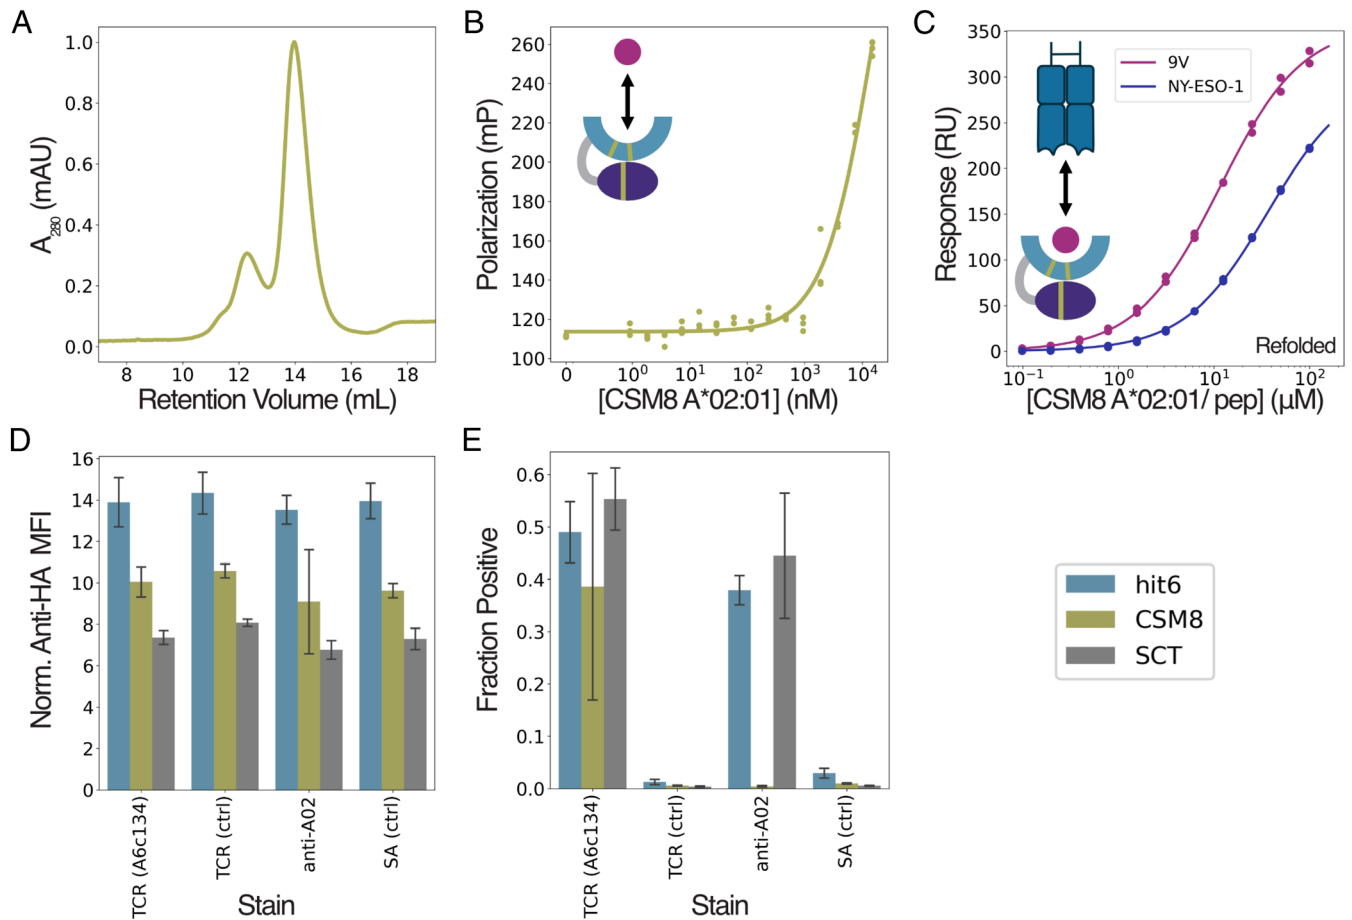 A
1.0
0.8
0.6
0.4
0.2
0.0
A280 (mAU)
8
10
12
14
16
18
Retention Volume (mL)
B
260
240
220
200
180
160
140
120
100
Polarization (mP)
0
10^0
10^1
10^2
10^3
10^4
[CSM8 A*02:01] (nM)
C
350
300
250
200
150
100
50
0
Response (RU)
9V
NY-ESO-1
Refolded
10^-1
10^0
10^1
10^2
[CSM8 A*02:01/ pep] (μM)
D
16
14
12
10
8
6
4
2
0
Norm. Anti-HA MFI
TCR (A6c134)
TCR (ctrl)
anti-A02
SA (ctrl)
Stain
E
0.6
0.5
0.4
0.3
0.2
0.1
0.0
Fraction Positive
TCR (A6c134)
TCR (ctrl)
anti-A02
SA (ctrl)
Stain
hit6
CSM8
SCT